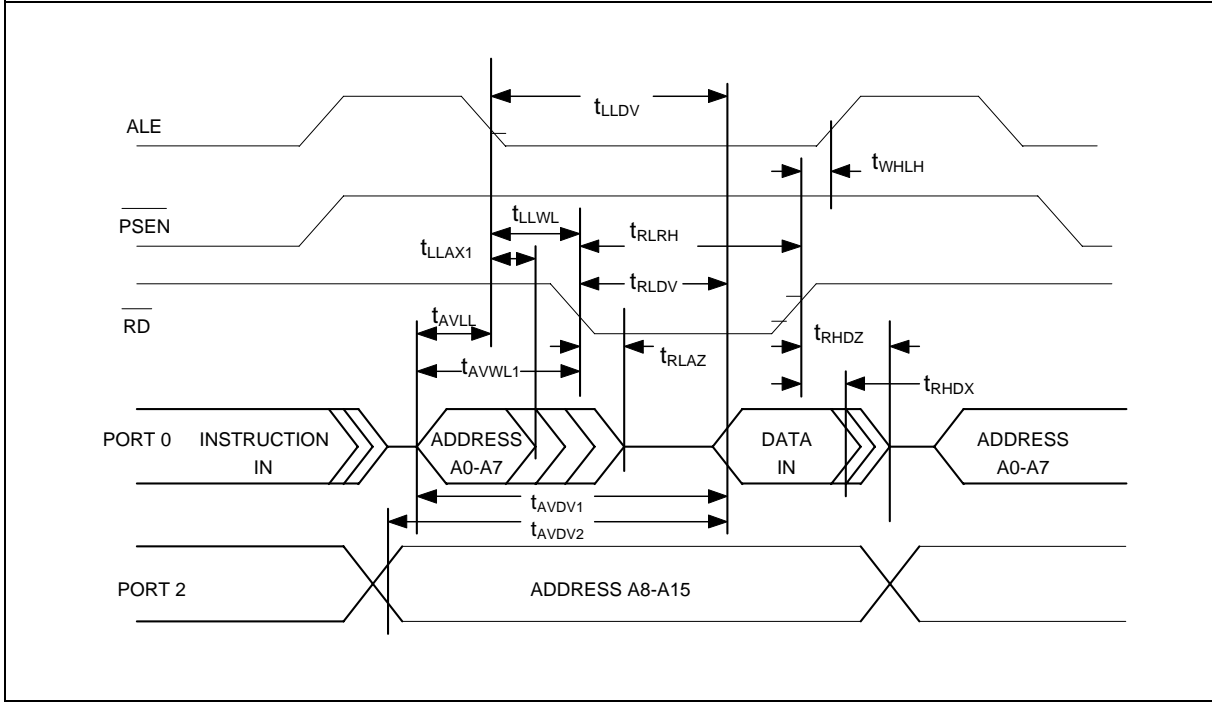 tLLDV
ALE
tWHLH
PSEN
tLLWL
tRLRH
tLLAX1
tRLDV
RD
tAVLL
tRHDZ
tRLAZ
tAVWL1
tRHDX
PORT 0
INSTRUCTION
IN
ADDRESS
A0-A7
DATA
IN
ADDRESS
A0-A7
tAVDV1
tAVDV2
PORT 2
ADDRESS A8-A15